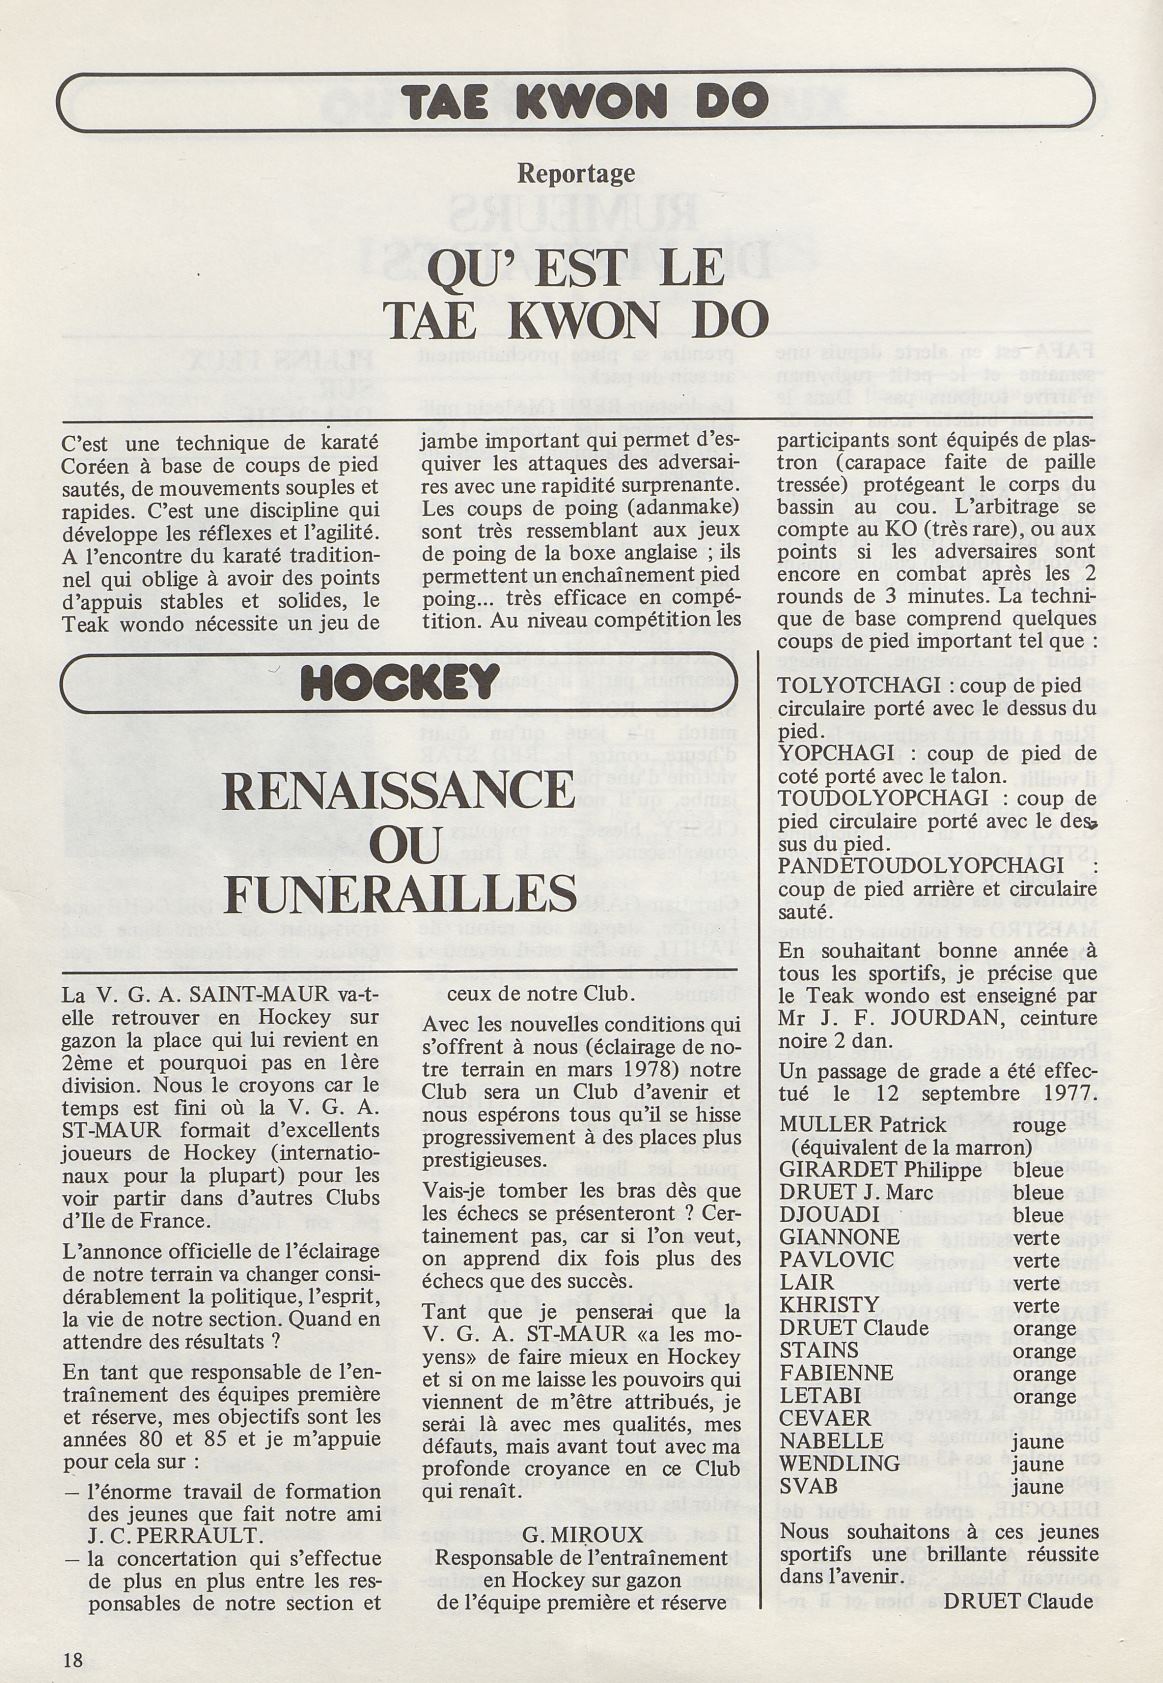 TAE KWON DO
Reportage
QU' EST LE
TAE KWON DO
C'est une technique de karaté
Coréen à base de coups de pied
sautés, de mouvements souples et
rapides. C'est une discipline qui
développe les réflexes et l'agilité.
A l'encontre du karaté tradition-
nel qui oblige à avoir des points
d'appuis stables et solides, le
Teak wondo nécessite un jeu de
jambe important qui permet d'es-
quiver les attaques des adversai-
res avec une rapidité surprenante.
Les coups de poing (adanmake)
sont très ressemblant aux jeux
de poing de la boxe anglaise ; ils
permettent un enchaînement pied
poing... très efficace en compé-
tition. Au niveau compétition les
participants sont équipés de plas-
tron (carapace faite de paille
tressée) protégeant le corps du
bassin au cou. L'arbitrage se
compte au KO (très rare), ou aux
points si les adversaires sont
encore en combat après les 2
rounds de 3 minutes. La techni-
que de base comprend quelques
coups de pied important tel que :
TOLYOTCHAGI : coup de pied
circulaire porté avec le dessus du
pied.
YOPCHAGI : coup de pied de
coté porté avec le talon.
TOUDOLYOPCHAGI : coup de
pied circulaire porté avec le des-
sus du pied.
PANDETOUDOLYOPCHAGI :
coup de pied arrière et circulaire
sauté.
En souhaitant bonne année à
tous les sportifs, je précise que
le Teak wondo est enseigné par
Mr J. F. JOURDAN, ceinture
noire 2 dan.
Un passage de grade a été effec-
tué le 12 septembre 1977.
MULLER Patrick rouge
(équivalent de la marron)
GIRARDET Philippe bleue
DRUET J. Marc bleue
DJOUADI bleue
GIANNONE verte
PAVLOVIC verte
LAIR verte
KHRISTY verte
DRUET Claude orange
STAINS orange
FABIENNE orange
LETABI orange
CEVAER
NABELLE jaune
WENDLING jaune
SVAB jaune
Nous souhaitons à ces jeunes
sportifs une brillante réussite
dans l'avenir.
DRUET Claude
HOCKEY
RENAISSANCE
OU
FUNERAILLES
La V. G. A. SAINT-MAUR va-t-
elle retrouver en Hockey sur
gazon la place qui lui revient en
2ème et pourquoi pas en 1ère
division. Nous le croyons car le
temps est fini où la V. G. A.
ST-MAUR formait d'excellents
joueurs de Hockey (internatio-
naux pour la plupart) pour les
voir partir dans d'autres Clubs
d'Ile de France.
L'annonce officielle de l'éclairage
de notre terrain va changer consi-
dérablement la politique, l'esprit,
la vie de notre section. Quand en
attendre des résultats ?
En tant que responsable de l'en-
traînement des équipes première
et réserve, mes objectifs sont les
années 80 et 85 et je m'appuie
pour cela sur :
– l'énorme travail de formation
des jeunes que fait notre ami
J. C. PERRAULT.
– la concertation qui s'effectue
de plus en plus entre les res-
ponsables de notre section et
ceux de notre Club.
Avec les nouvelles conditions qui
s'offrent à nous (éclairage de no-
tre terrain en mars 1978) notre
Club sera un Club d'avenir et
nous espérons tous qu'il se hisse
progressivement à des places plus
prestigieuses.
Vais-je tomber les bras dès que
les échecs se présenteront ? Cer-
tainement pas, car si l'on veut,
on apprend dix fois plus des
échecs que des succès.
Tant que je penserai que la
V. G. A. ST-MAUR «a les mo-
yens» de faire mieux en Hockey
et si on me laisse les pouvoirs qui
viennent de m'être attribués, je
serai là avec mes qualités, mes
défauts, mais avant tout avec ma
profonde croyance en ce Club
qui renaît.
G. MIROUX
Responsable de l'entraînement
en Hockey sur gazon
de l'équipe première et réserve
18